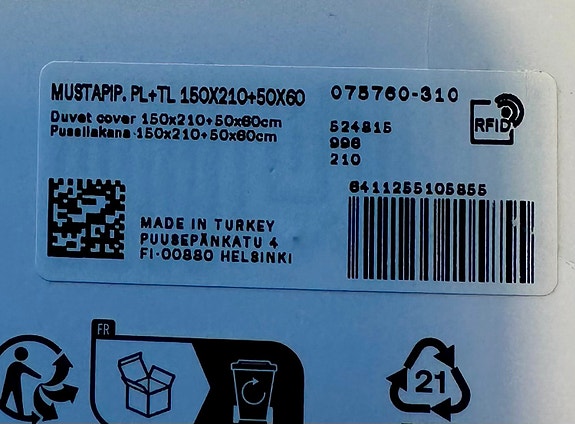 MUSTAPIP. PL+TL 150X210+50X60
075760-310
Duvet cover 150x210+50x60cm
Pussilakana 150x210+50x60cm
524815
996
210
RFID
6411255105855
MADE IN TURKEY
PUUSEPÄNKATU 4
FI-00880 HELSINKI
FR
21